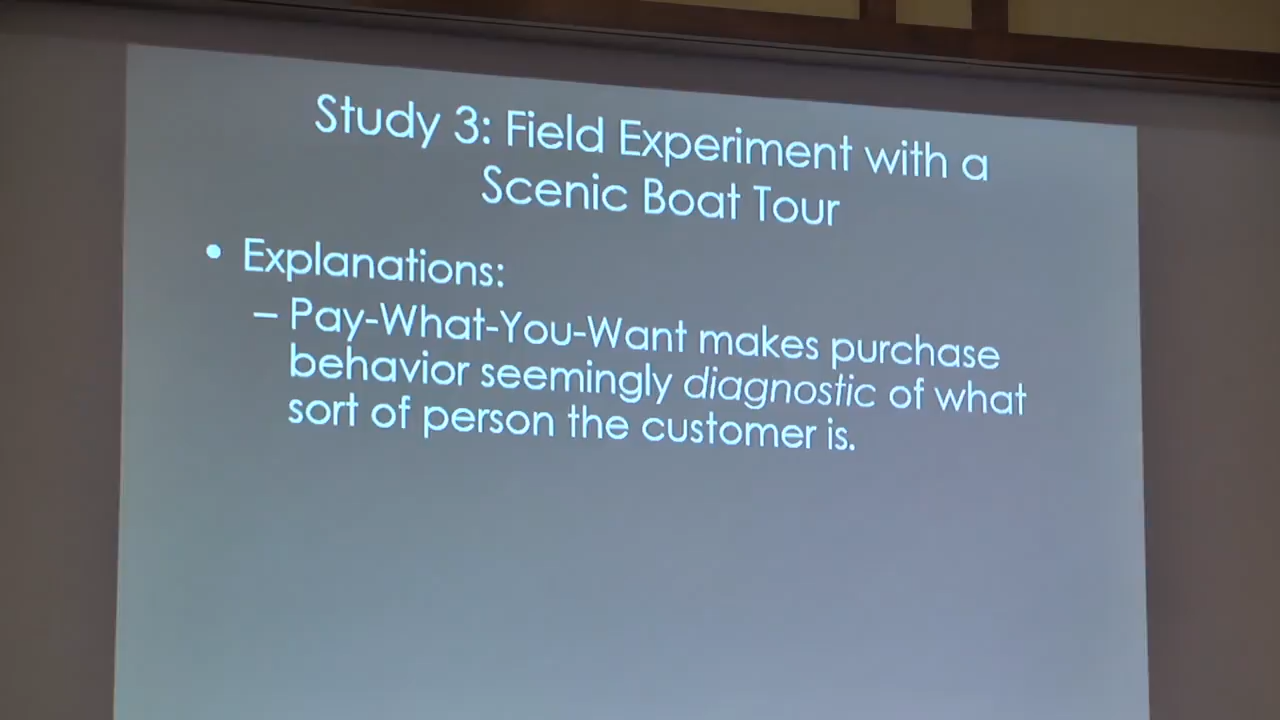 Study 3: Field Experiment with a
Scenic Boat Tour
• Explanations:
– Pay-What-You-Want makes purchase
behavior seemingly diagnostic of what
sort of person the customer is.